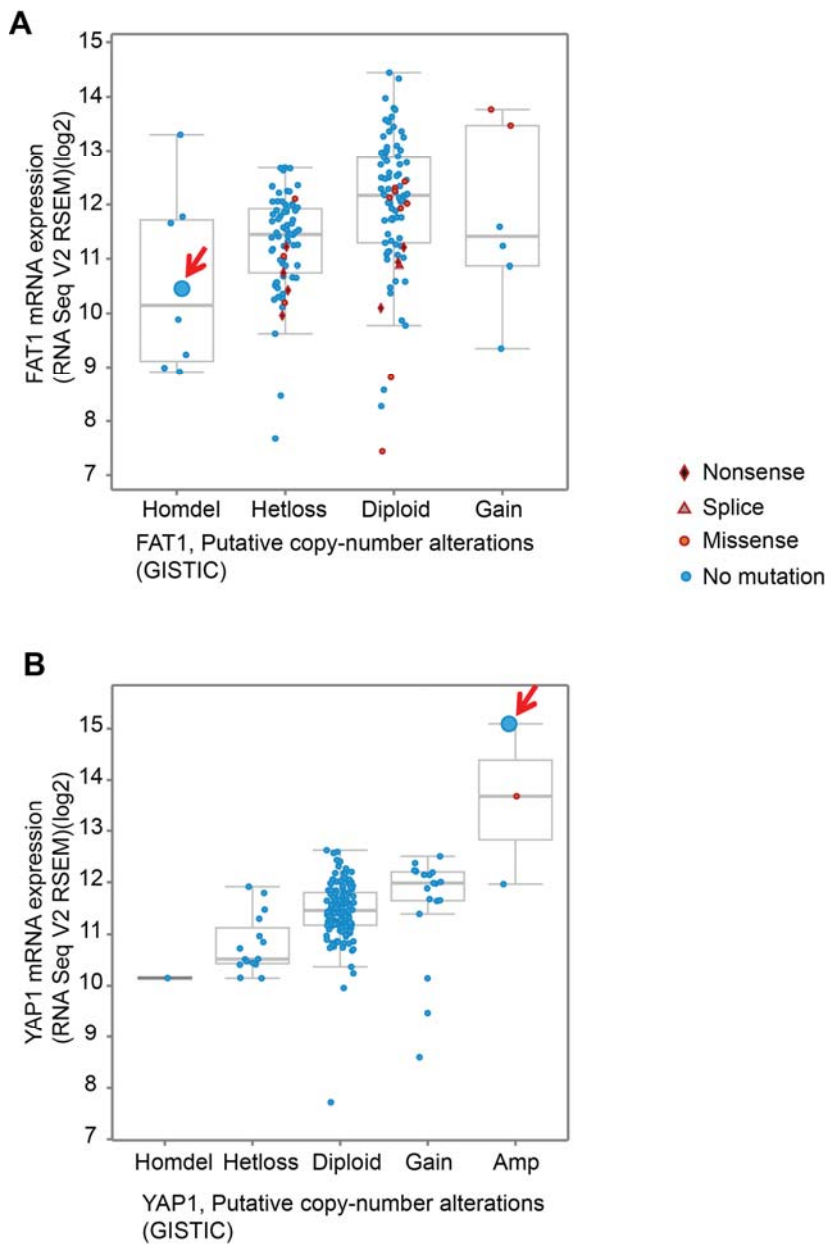 A
15
14
13
12
11
10
9
8
7
FAT1 mRNA expression
(RNA Seq V2 RSEM)(log2)
Homdel Hetloss Diploid Gain
FAT1, Putative copy-number alterations
(GISTIC)
Nonsense
Splice
Missense
No mutation
B
15
14
13
12
11
10
9
8
7
YAP1 mRNA expression
(RNA Seq V2 RSEM)(log2)
Homdel Hetloss Diploid Gain Amp
YAP1, Putative copy-number alterations
(GISTIC)